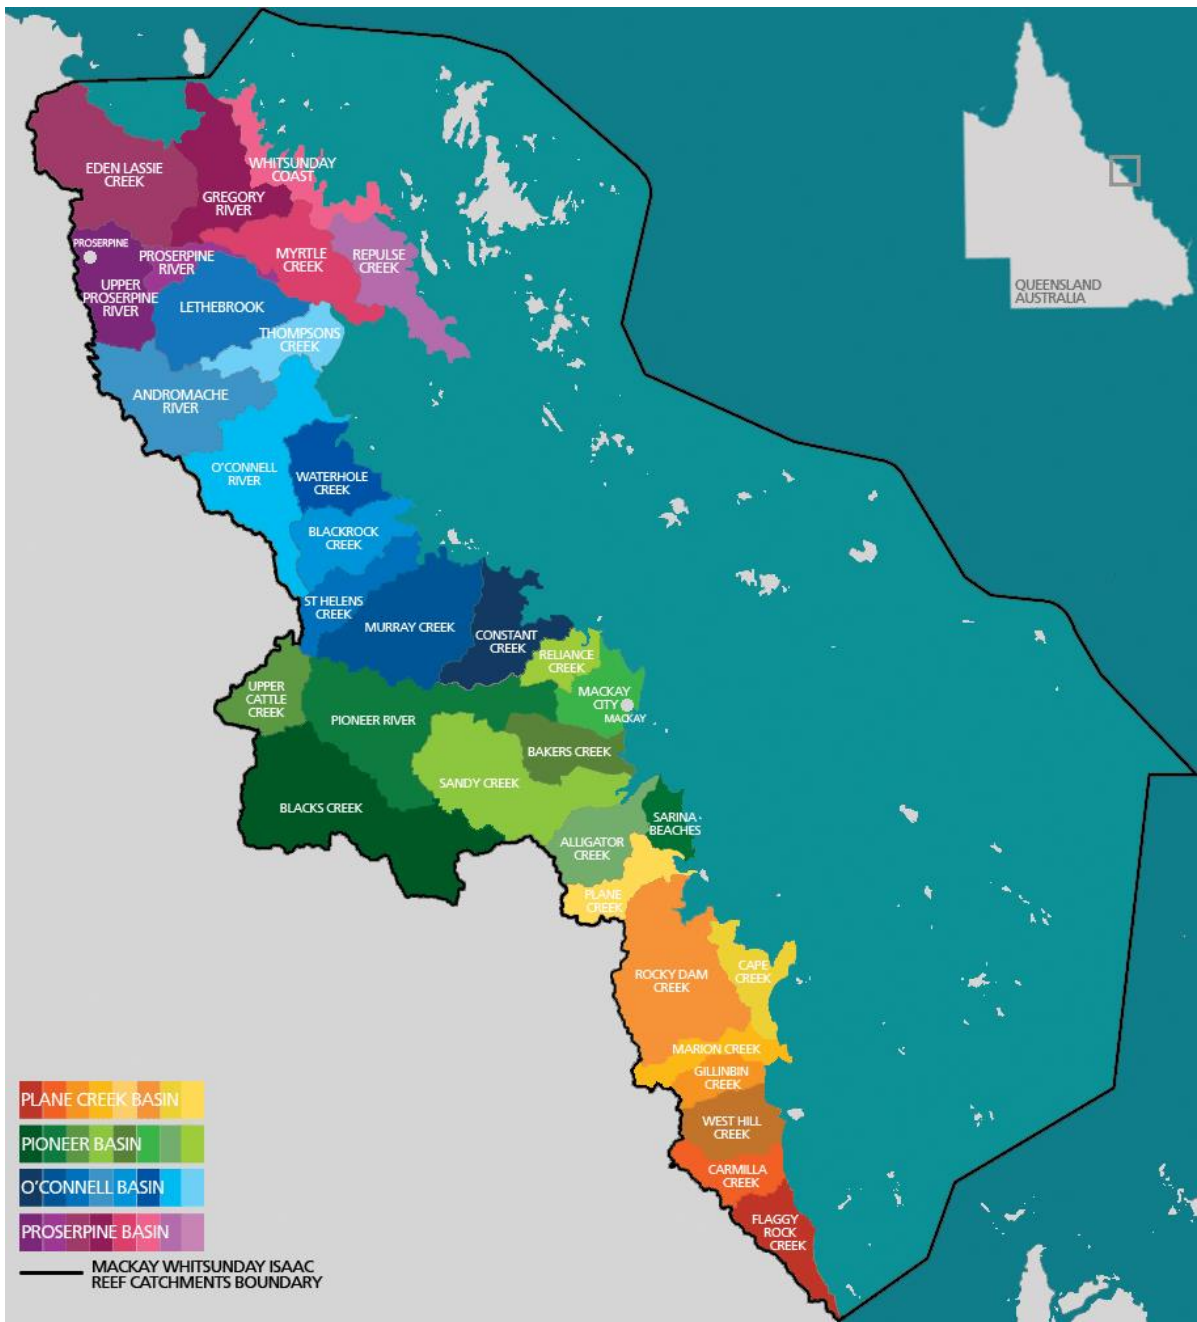 EDEN LASSIE
CREEK
WHITSUNDAY
COAST
GREGORY
RIVER
PROSERPINE
PROSERPINE
RIVER
MYRTLE
CREEK
REPULSE
CREEK
UPPER
PROSERPINE
RIVER
LETHEBROOK
THOMPSONS
CREEK
QUEENSLAND
AUSTRALIA
ANDROMACHE
RIVER
O'CONNELL
RIVER
WATERHOLE
CREEK
BLACKROCK
CREEK
ST HELENS
CREEK
MURRAY CREEK
CONSTANT
CREEK
RELIANCE
CREEK
UPPER
CATTLE
CREEK
PIONEER RIVER
MACKAY
CITY
MACKAY
BAKERS CREEK
SANDY CREEK
BLACKS CREEK
SARINA
BEACHES
ALLIGATOR
CREEK
PLANE
CREEK
ROCKY DAM
CREEK
CAPE
CREEK
MARION CREEK
GILLINBIN
CREEK
WEST HILL
CREEK
CARMILLA
CREEK
FLAGGY
ROCK
CREEK
PLANE CREEK BASIN
PIONEER BASIN
O'CONNELL BASIN
PROSERPINE BASIN
MACKAY WHITSUNDAY ISAAC
REEF CATCHMENTS BOUNDARY